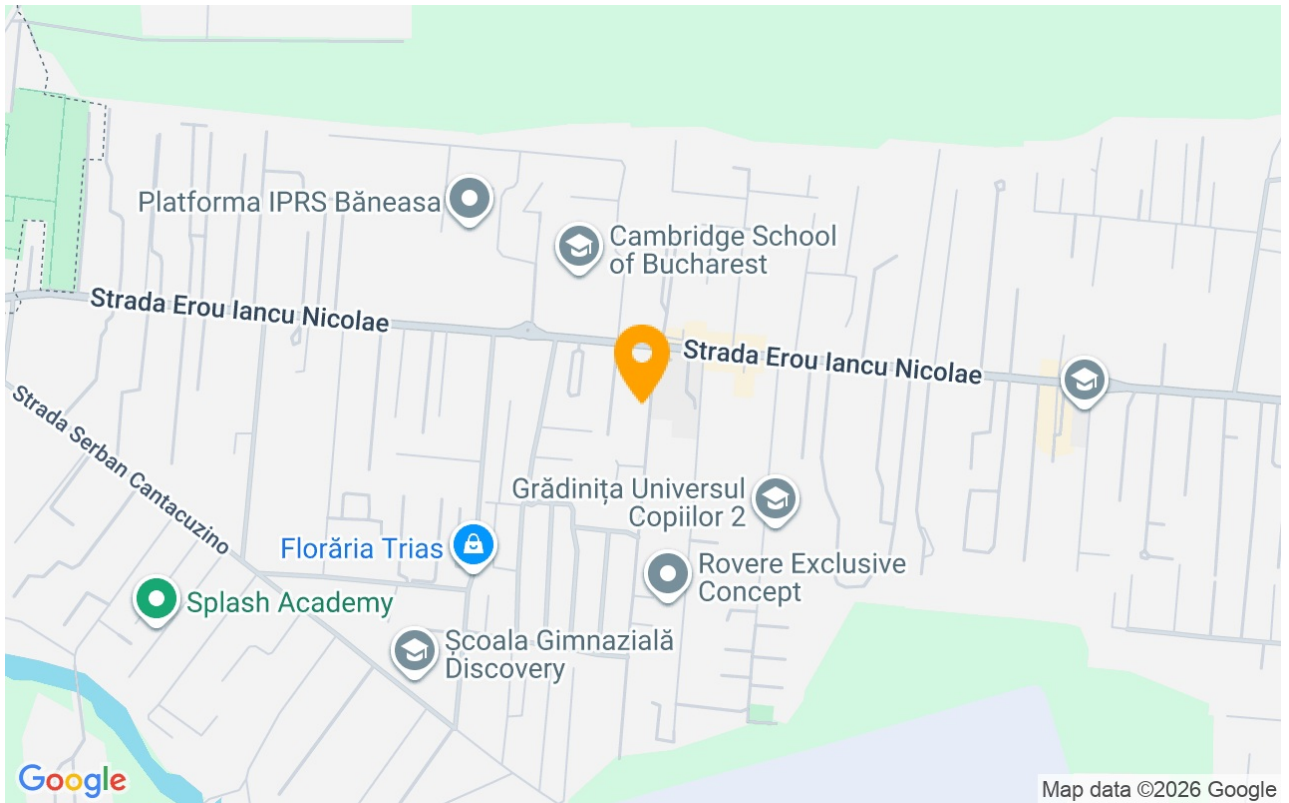 Platforma IPRS Băneasa
Cambridge School
of Bucharest
Strada Erou Iancu Nicolae
Strada Erou Iancu Nicolae
Strada Serban Cantacuzino
Grădinița Universul
Copiilor 2
Florăria Trias
Rovere Exclusive
Concept
Splash Academy
Școala Gimnazială
Discovery
Google
Map data ©2026 Google